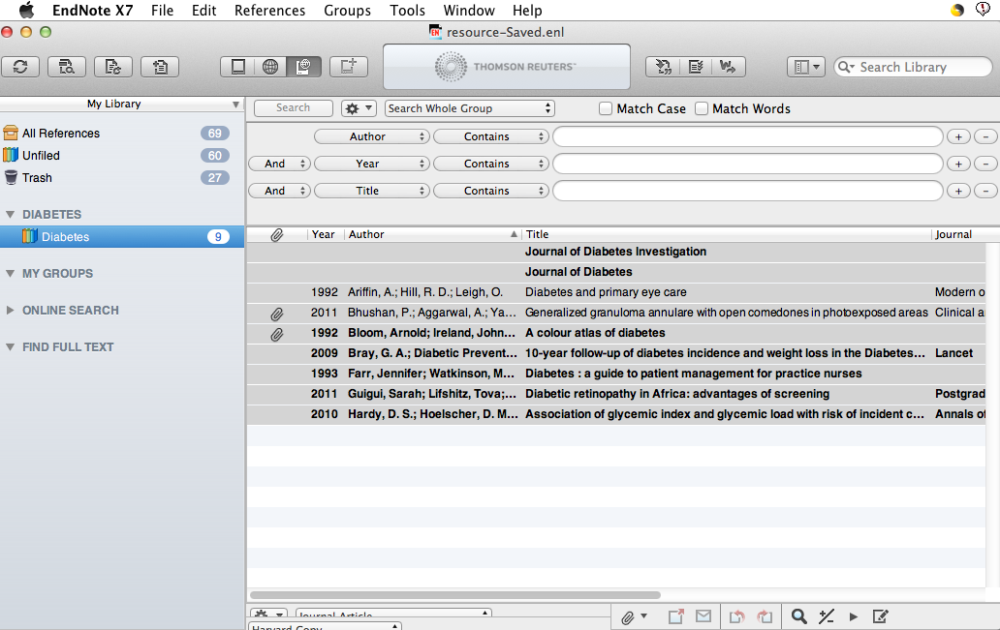 EndNote X7 File Edit References Groups Tools Window Help
EN resource-Saved.enl
THOMSON REUTERS™ Search Library
My Library
Search Search Whole Group Match Case Match Words
All References 69
Unfiled 60
Trash 27
DIABETES
Diabetes 9
MY GROUPS
ONLINE SEARCH
FIND FULL TEXT
Author Contains + -
And Year Contains + -
And Title Contains + -
Year Author Title Journal
Journal of Diabetes Investigation
Journal of Diabetes
1992 Ariffin, A.; Hill, R. D.; Leigh, O. Diabetes and primary eye care Modern o
2011 Bhushan, P.; Aggarwal, A.; Ya... Generalized granuloma annulare with open comedones in photoexposed areas Clinical a
1992 Bloom, Arnold; Ireland, John... A colour atlas of diabetes
2009 Bray, G. A.; Diabetic Prevent... 10-year follow-up of diabetes incidence and weight loss in the Diabetes... Lancet
1993 Farr, Jennifer; Watkinson, M... Diabetes : a guide to patient management for practice nurses
2011 Guigui, Sarah; Lifshitz, Tova;... Diabetic retinopathy in Africa: advantages of screening Postgrad
2010 Hardy, D. S.; Hoelscher, D. M... Association of glycemic index and glycemic load with risk of incident c... Annals of
Journal Article
Harvard Copy